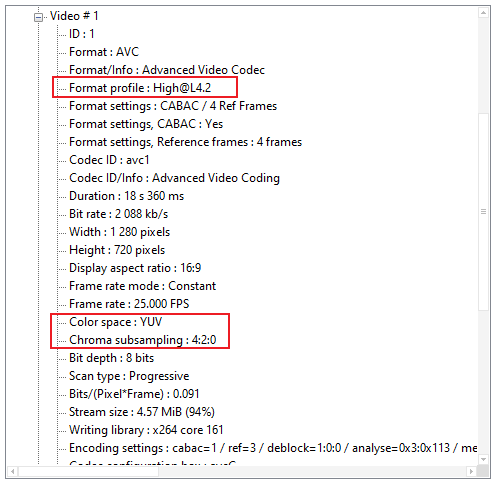 Video # 1
ID : 1
Format : AVC
Format/Info : Advanced Video Codec
Format profile : High@L4.2
Format settings : CABAC / 4 Ref Frames
Format settings, CABAC : Yes
Format settings, Reference frames : 4 frames
Codec ID : avc1
Codec ID/Info : Advanced Video Coding
Duration : 18 s 360 ms
Bit rate : 2 088 kb/s
Width : 1 280 pixels
Height : 720 pixels
Display aspect ratio : 16:9
Frame rate mode : Constant
Frame rate : 25.000 FPS
Color space : YUV
Chroma subsampling : 4:2:0
Bit depth : 8 bits
Scan type : Progressive
Bits/(Pixel*Frame) : 0.091
Stream size : 4.57 MiB (94%)
Writing library : x264 core 161
Encoding settings : cabac=1 / ref=3 / deblock=1:0:0 / analyse=0x3:0x113 / me
Codec configuration box : avcC